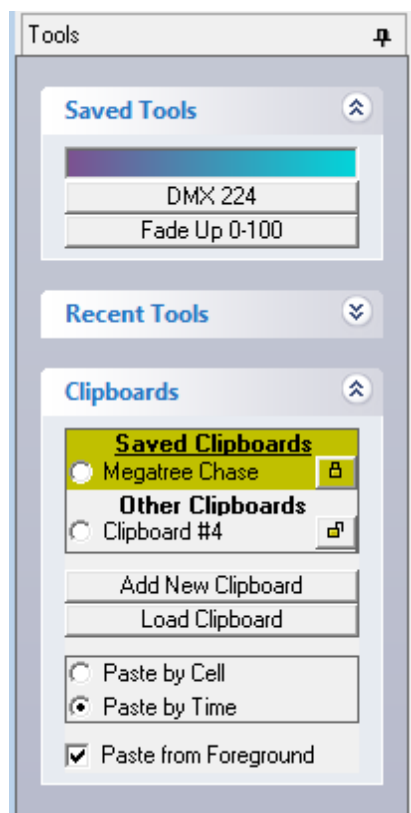 Tools
Saved Tools
DMX 224
Fade Up 0-100
Recent Tools
Clipboards
Saved Clipboards
Megatree Chase
Other Clipboards
Clipboard #4
Add New Clipboard
Load Clipboard
Paste by Cell
Paste by Time
Paste from Foreground